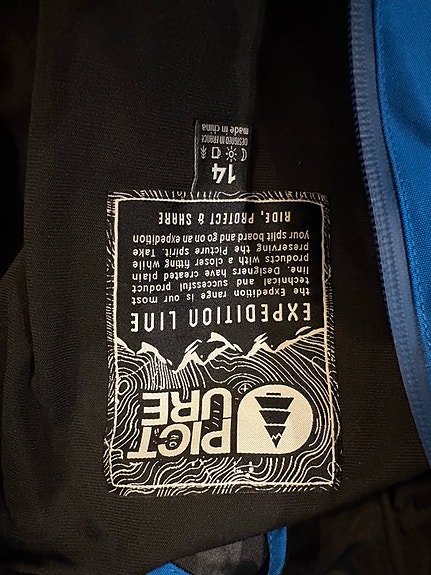 PICT
URE
EXPEDITION LINE
the Expedition range is our most
technical and successful product
line. Designers have created plain
products with a closer fitting while
preserving the Picture spirit. Take
your split board and go on an expedition
RIDE, PROTECT & SHARE
14
DESIGNED IN FRANCE
made in china